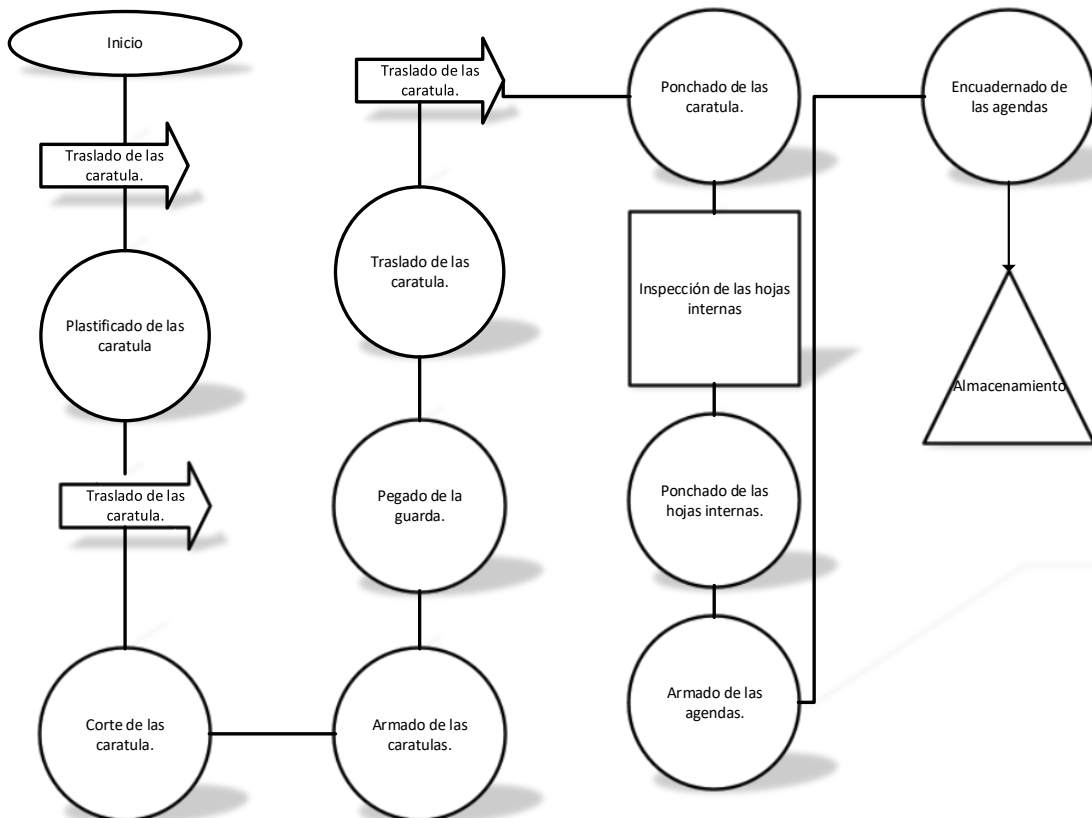 Inicio
Traslado de las
caratula.
Plastificado de las
caratula
Traslado de las
caratula.
Corte de las
caratula.
Armado de las
caratulas.
Pegado de la
guarda.
Traslado de las
caratula.
Traslado de las
caratula.
Ponchado de las
caratula.
Inspección de las hojas
internas
Ponchado de las
hojas internas.
Armado de las
agendas.
Encuadernado de
las agendas
Almacenamiento